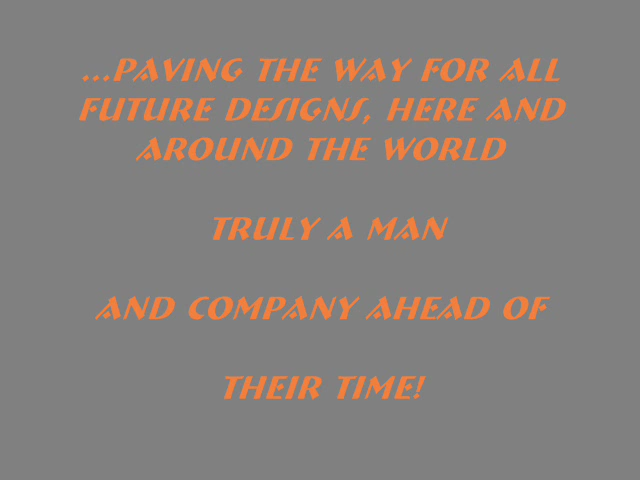 ...PAVING THE WAY FOR ALL
FUTURE DESIGNS, HERE AND
AROUND THE WORLD
TRULY A MAN
AND COMPANY AHEAD OF
THEIR TIME!